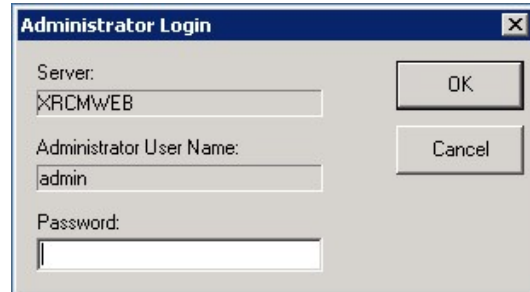 Administrator Login
Server:
XRCMWEB
OK
Administrator User Name:
admin
Cancel
Password: